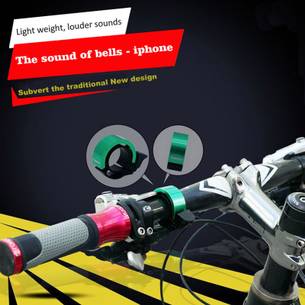 Light weight, louder sounds
The sound of bells - iphone
Subvert the traditional New design